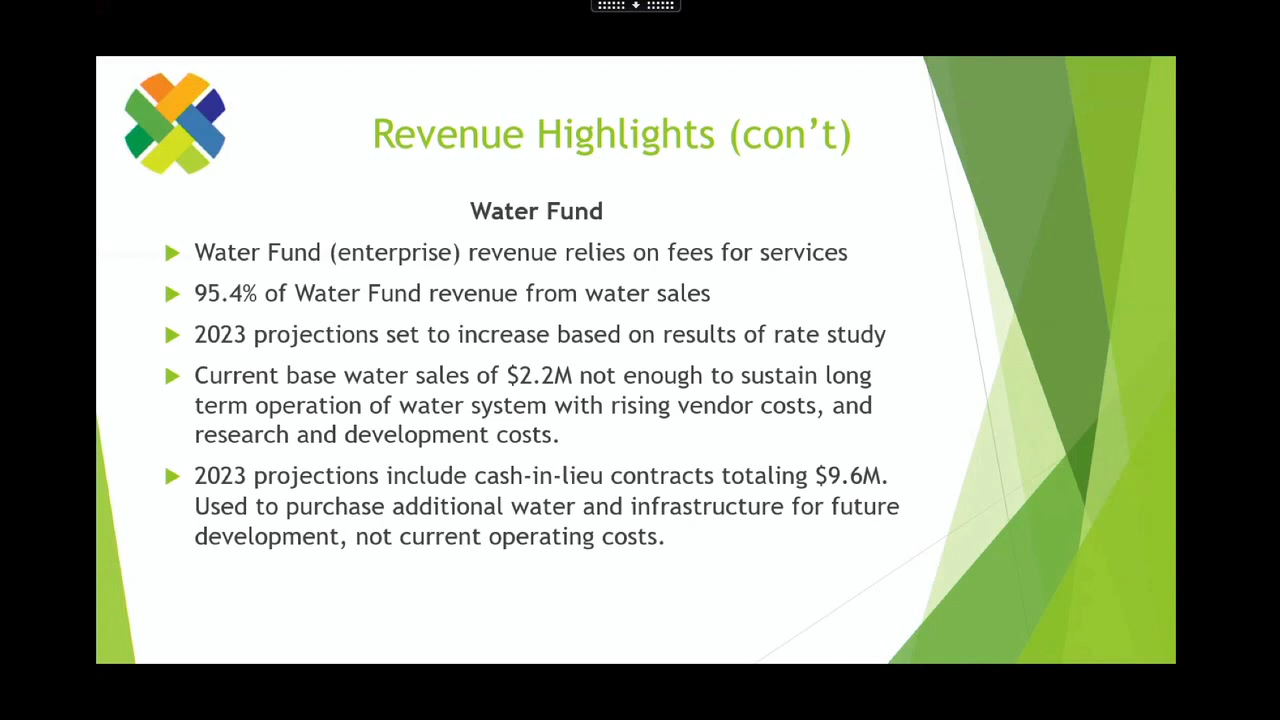 Revenue Highlights (con’t)
Water Fund
Water Fund (enterprise) revenue relies on fees for services
95.4% of Water Fund revenue from water sales
2023 projections set to increase based on results of rate study
Current base water sales of $2.2M not enough to sustain long
term operation of water system with rising vendor costs, and
research and development costs.
2023 projections include cash-in-lieu contracts totaling $9.6M.
Used to purchase additional water and infrastructure for future
development, not current operating costs.